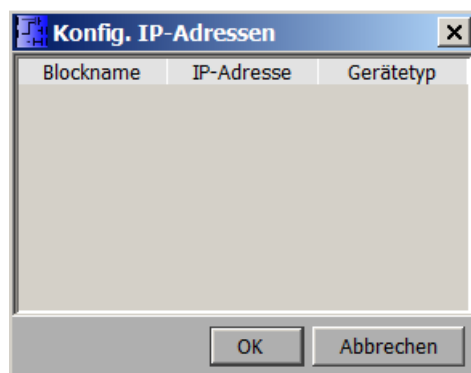 Konfig. IP-Adressen
Blockname IP-Adresse Gerätetyp
OK Abbrechen